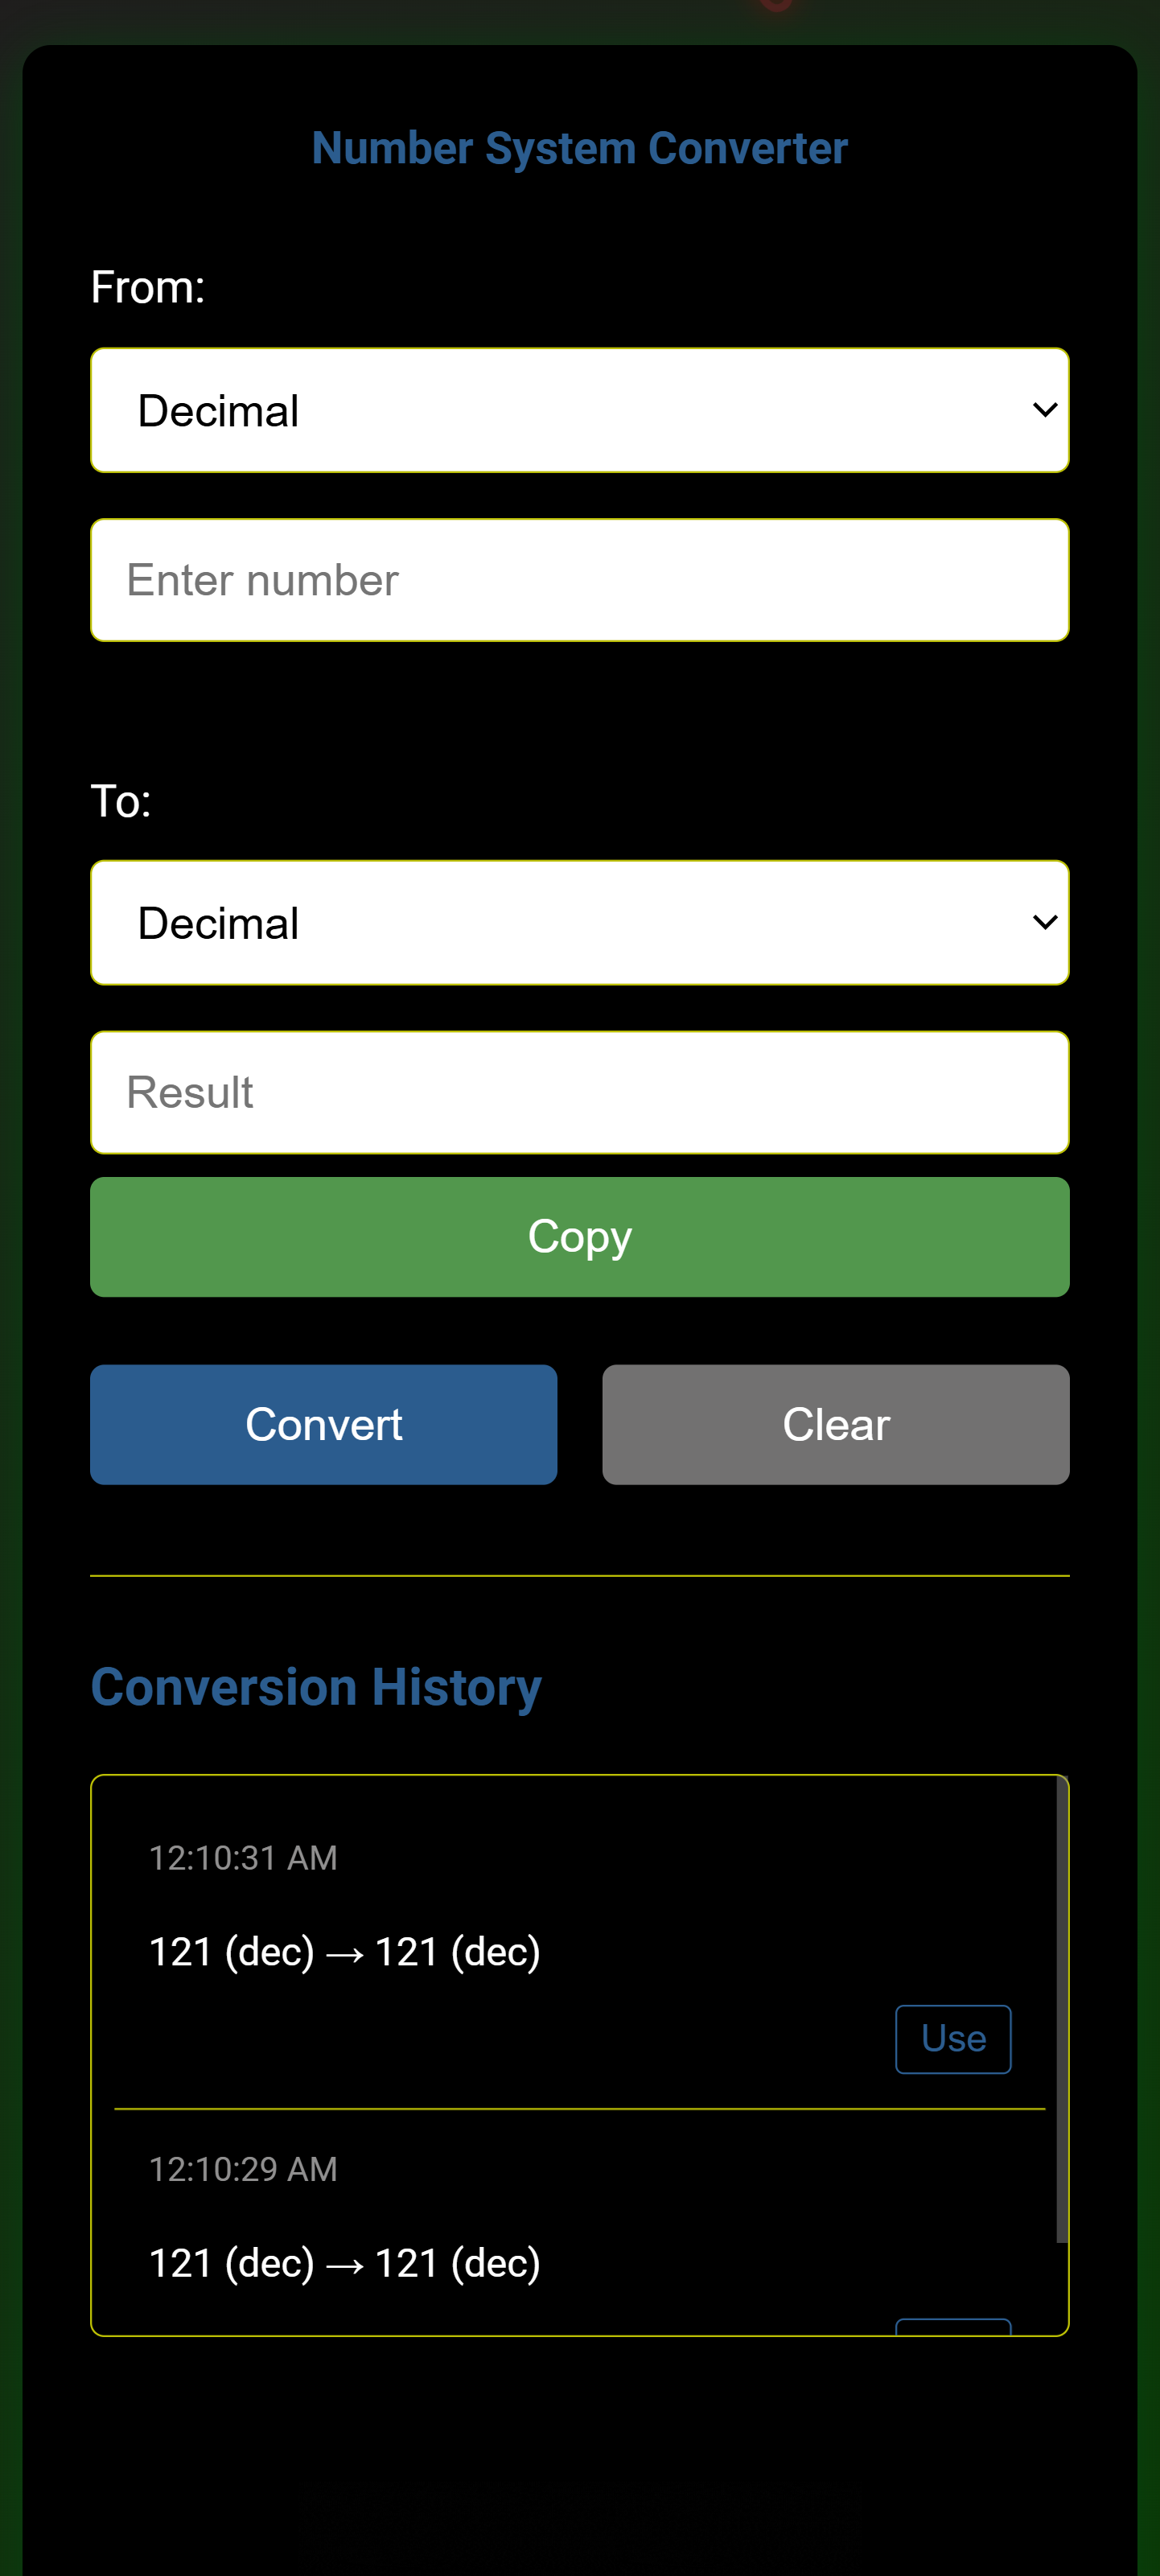 Number System Converter
From:
Decimal
Enter number
To:
Decimal
Result
Copy
Convert
Clear
Conversion History
12:10:31 AM
121 (dec) → 121 (dec)
Use
12:10:29 AM
121 (dec) → 121 (dec)